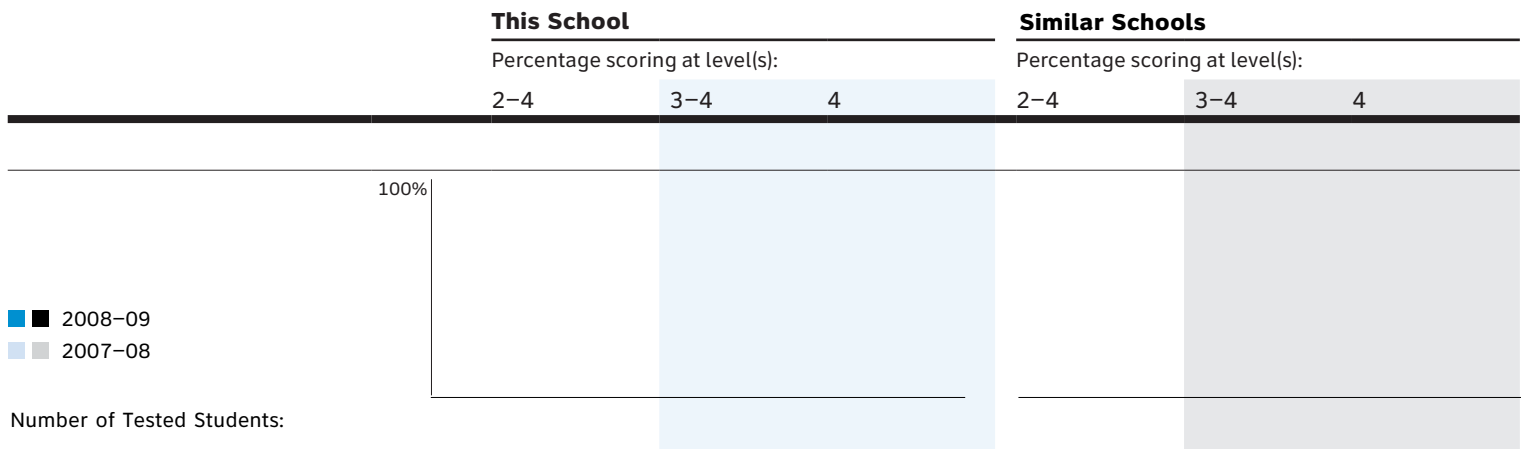 This School Similar Schools
Percentage scoring at level(s): Percentage scoring at level(s):
2–4 3–4 4 2–4 3–4 4
100%
2008–09
2007–08
Number of Tested Students: